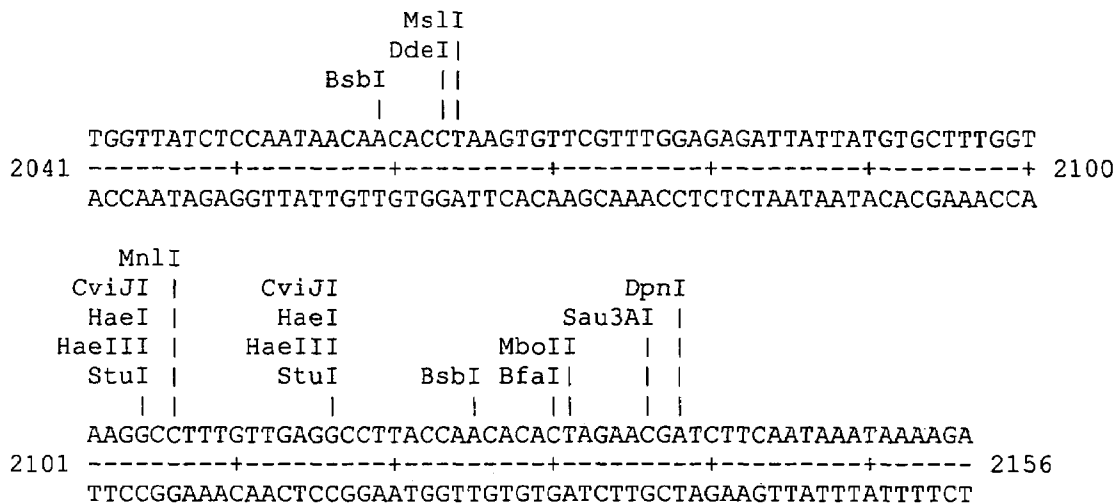 MslI
DdeI|
BsbI ||
| ||
TGGTTATCTCCAATAACAACACCTAAGTGTTCGTTTGGAGAGATTATTATGTGCTTTGGT
2041 ---------+---------+---------+---------+---------+---------+ 2100
ACCAATAGAGGTTATTGTTGTGGATTCACAAGCAAACCTCTCTAATAATACACGAAACCA
MnlI
CviJI | CviJI DpnI
HaeI | HaeI Sau3AI |
HaeIII | HaeIII MboII | |
StuI | StuI BsbI BfaI| | |
| | | | || | |
AAGGCCTTTGTTGAGGCCTTACCAACACACTAGAACGATCTTCAATAAATAAAAGA
2101 ---------+---------+---------+---------+---------+------ 2156
TTCCGGAAACAACTCCGGAATGGTTGTGTGATCTTGCTAGAAGTTATTTATTTTCT